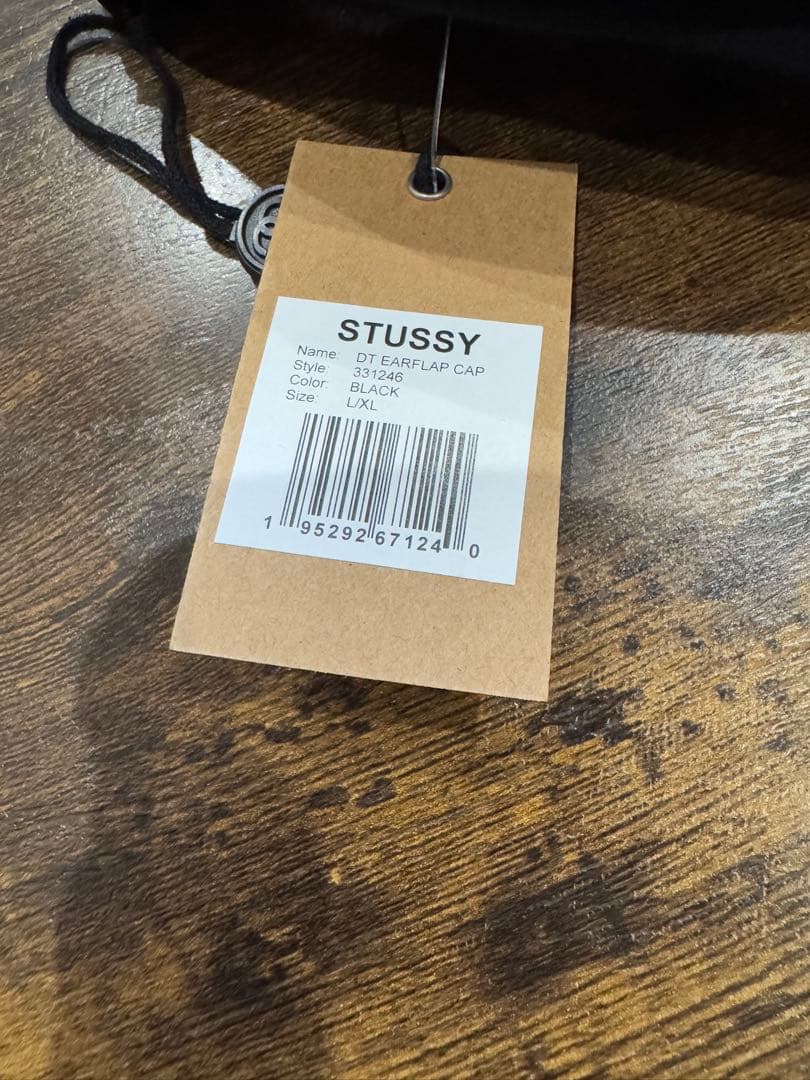 STUSSY
Name: DT EARFLAP CAP
Style: 331246
Color: BLACK
Size: L/XL
1 95292 67124 0